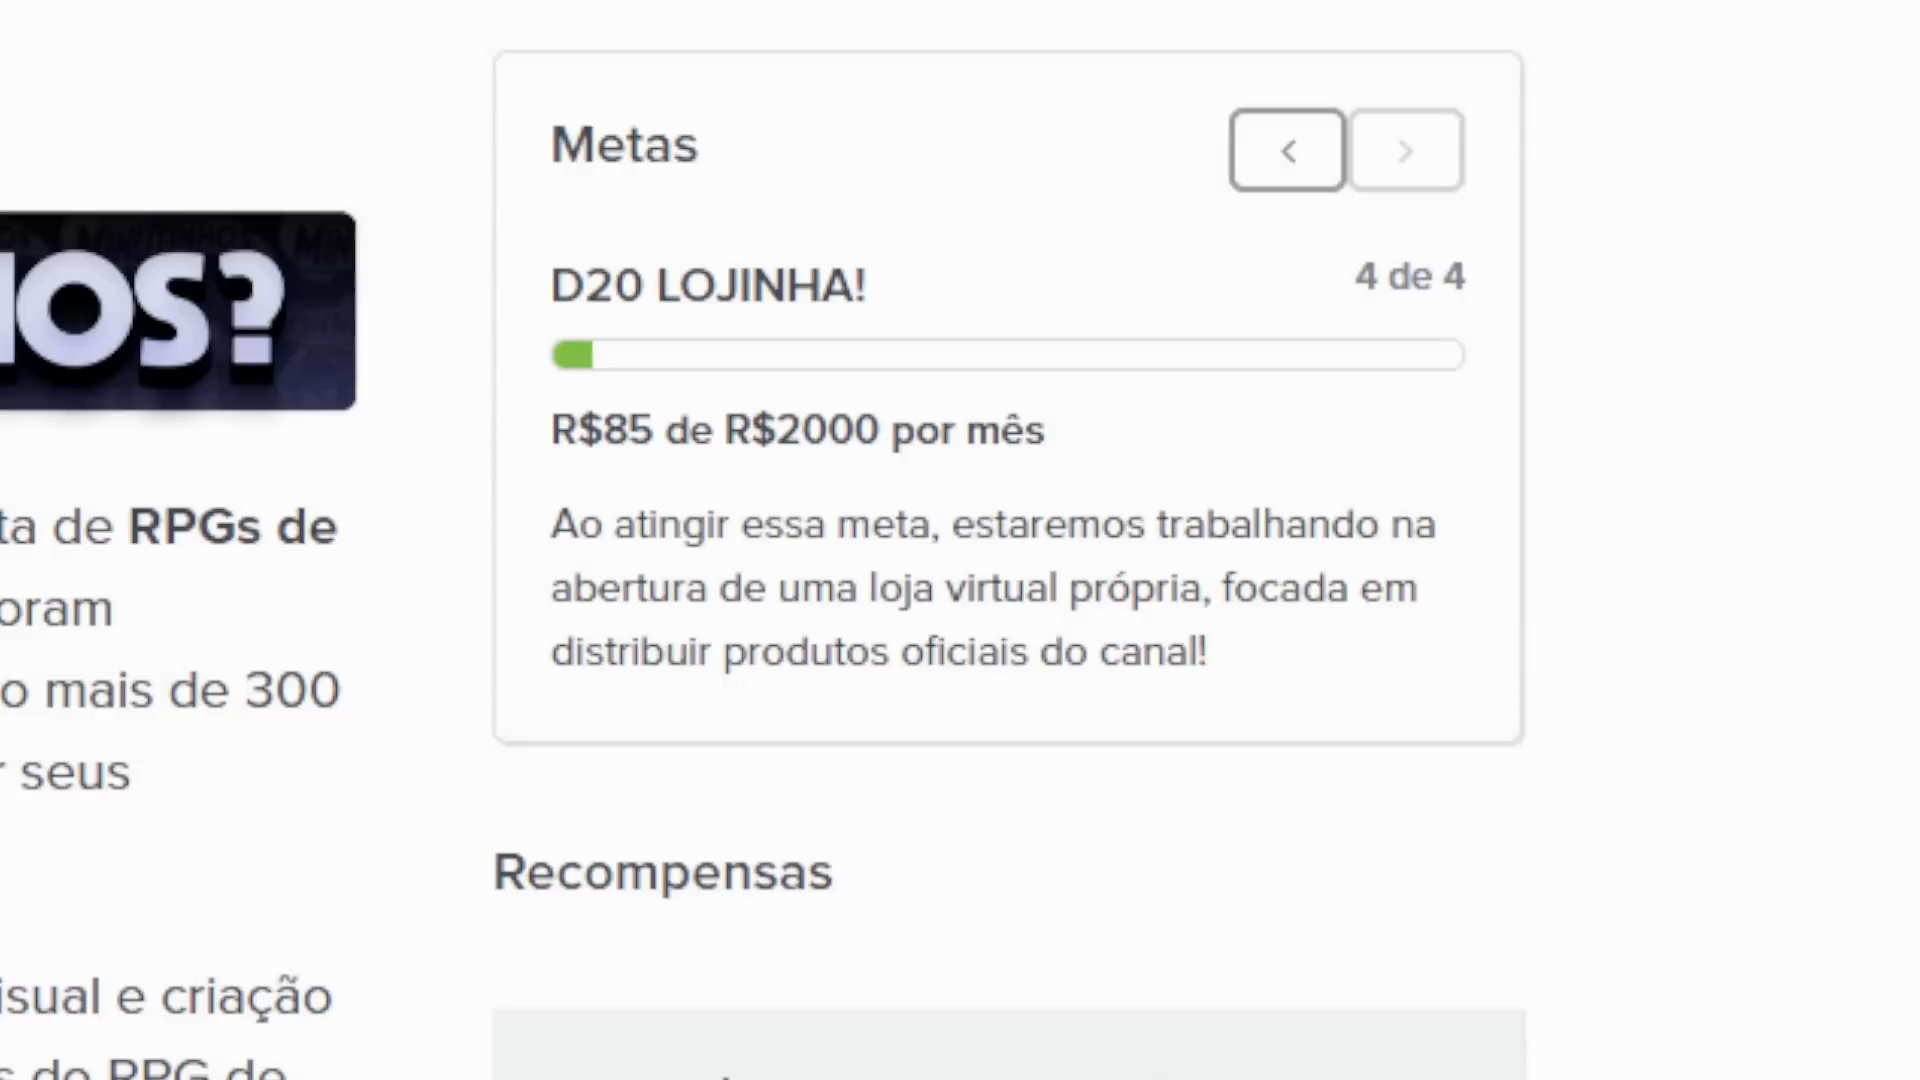 OS?
ta de RPGs de
oram
o mais de 300
r seus
isual e criação
Metas
D20 LOJINHA!
4 de 4
R$85 de R$2000 por mês
Ao atingir essa meta, estaremos trabalhando na
abertura de uma loja virtual própria, focada em
distribuir produtos oficiais do canal!
Recompensas